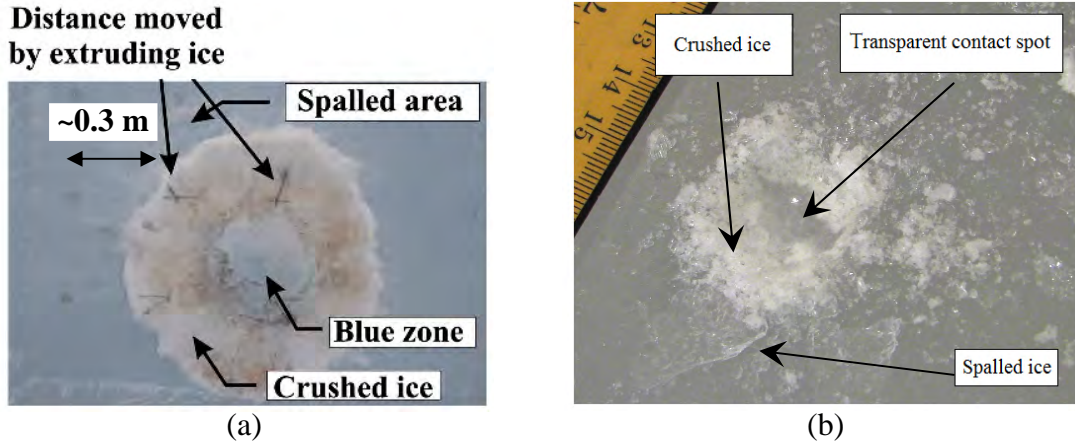 Distance moved
by extruding ice
Spalled area
~0.3 m
Blue zone
Crushed ice
(a)
12
13
14
15
Crushed ice
Transparent contact spot
Spalled ice
(b)